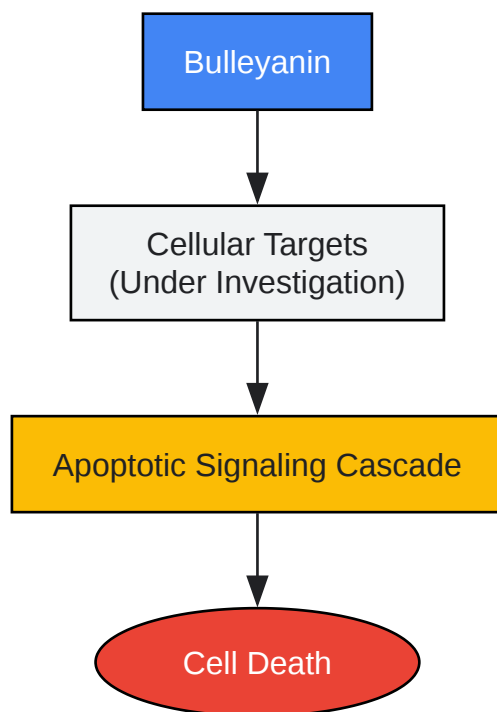 Bulleyanin
Cellular Targets
(Under Investigation)
Apoptotic Signaling Cascade
Cell Death